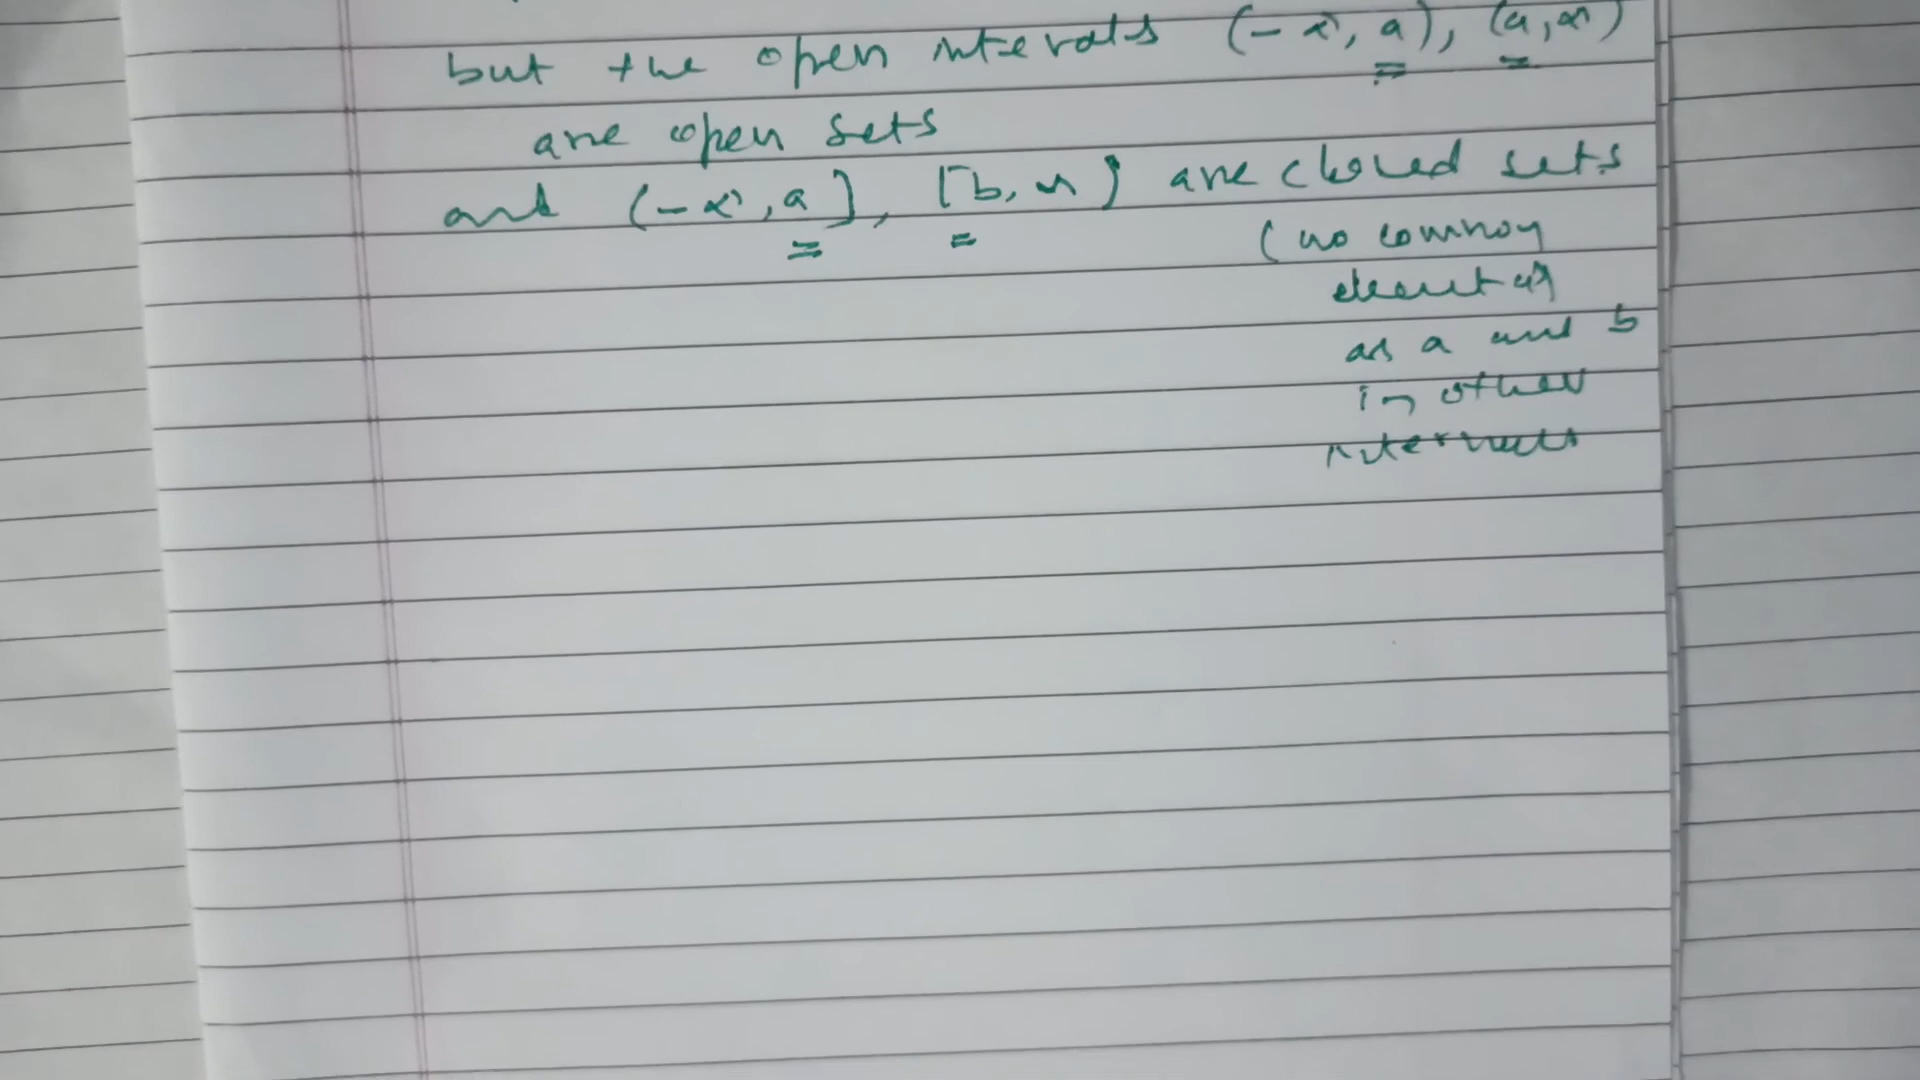 but the open intervals (-∞, a), (a, ∞)
are open sets
and (-∞, a], [b, ∞) are closed sets
(no common
element
as a and b
in other
intervals